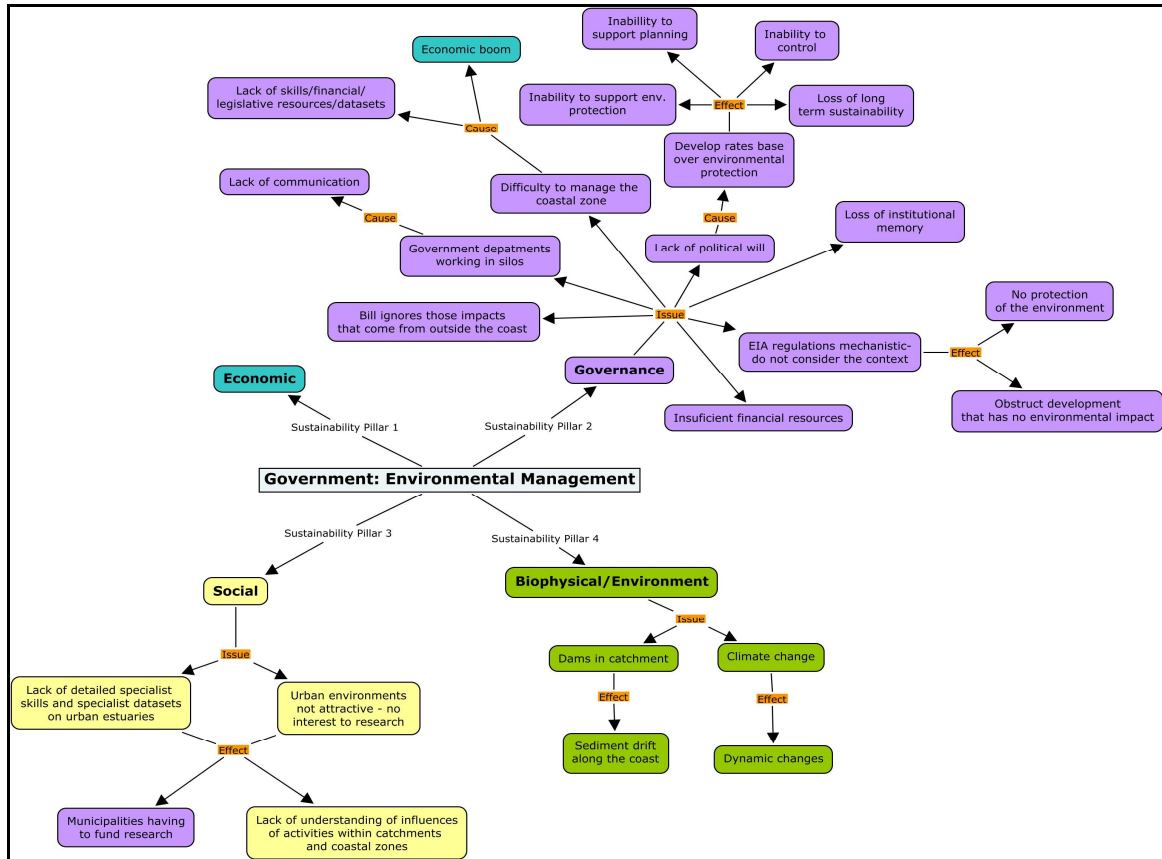 Inabillity to
support planning
Inability to
control
Economic boom
Lack of skills/financial/
legislative resources/datasets
Inability to support env.
protection
Effect
Loss of long
term sustainability
Cause
Develop rates base
over environmental
protection
Lack of communication
Difficulty to manage the
coastal zone
Cause
Cause
Loss of institutional
memory
Government depatments
working in silos
Lack of political will
Bill ignores those impacts
that come from outside the coast
Issue
No protection
of the environment
EIA regulations mechanistic-
do not consider the context
Effect
Economic
Governance
Obstruct development
that has no environmental impact
Insuficient financial resources
Sustainability Pillar 1
Sustainability Pillar 2
Government: Environmental Management
Sustainability Pillar 3
Sustainability Pillar 4
Social
Biophysical/Environment
Issue
Issue
Lack of detailed specialist
skills and specialist datasets
on urban estuaries
Urban environments
not attractive - no
interest to research
Dams in catchment
Climate change
Effect
Effect
Effect
Sediment drift
along the coast
Dynamic changes
Municipalities having
to fund research
Lack of understanding of influences
of activities within catchments
and coastal zones